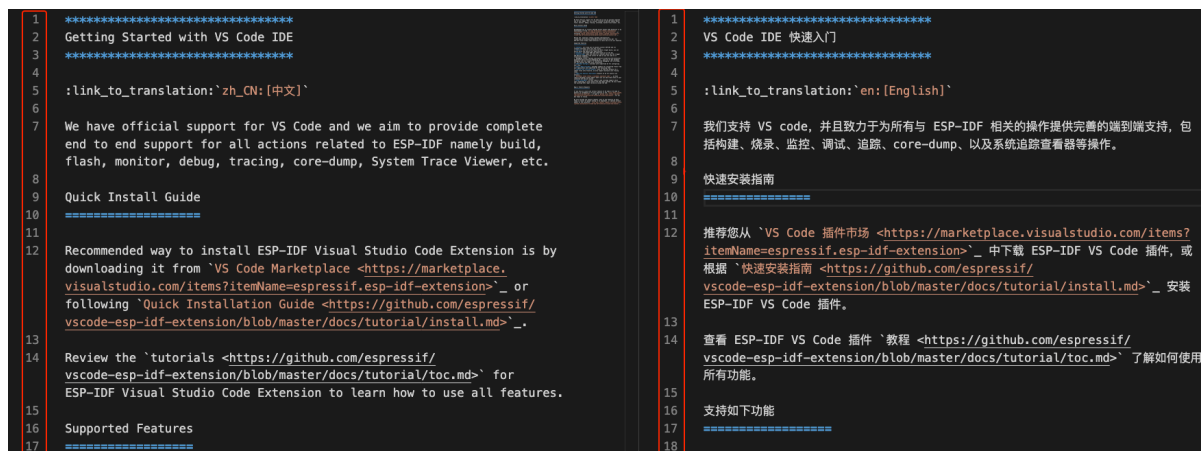 1 ********************************
2 Getting Started with VS Code IDE
3 ********************************
4
5 :link_to_translation:`zh_CN:[中文]`
6
7 We have official support for VS Code and we aim to provide complete
end to end support for all actions related to ESP-IDF namely build,
flash, monitor, debug, tracing, core-dump, System Trace Viewer, etc.
8
9 Quick Install Guide
10 ===================
11
12 Recommended way to install ESP-IDF Visual Studio Code Extension is by
downloading it from `VS Code Marketplace <https://marketplace.
visualstudio.com/items?itemName=espressif.esp-idf-extension>`_ or
following `Quick Installation Guide <https://github.com/espressif/
vscode-esp-idf-extension/blob/master/docs/tutorial/install.md>`_.
13
14 Review the `tutorials <https://github.com/espressif/
vscode-esp-idf-extension/blob/master/docs/tutorial/toc.md>` for
ESP-IDF Visual Studio Code Extension to learn how to use all features.
15
16 Supported Features
17 ==================
1 ********************************
2 VS Code IDE 快速入门
3 ********************************
4
5 :link_to_translation:`en:[English]`
6
7 我们支持 VS code，并且致力于为所有与 ESP-IDF 相关的操作提供完善的端到端支持，包
括构建、烧录、监控、调试、追踪、core-dump、以及系统追踪查看器等操作。
8
9 快速安装指南
10 ===============
11
12 推荐您从 `VS Code 插件市场 <https://marketplace.visualstudio.com/items?
itemName=espressif.esp-idf-extension>`_ 中下载 ESP-IDF VS Code 插件，或
根据 `快速安装指南 <https://github.com/espressif/
vscode-esp-idf-extension/blob/master/docs/tutorial/install.md>`_ 安装
ESP-IDF VS Code 插件。
13
14 查看 ESP-IDF VS Code 插件 `教程 <https://github.com/espressif/
vscode-esp-idf-extension/blob/master/docs/tutorial/toc.md>` 了解如何使用
所有功能。
15
16 支持如下功能
17 ==================
18